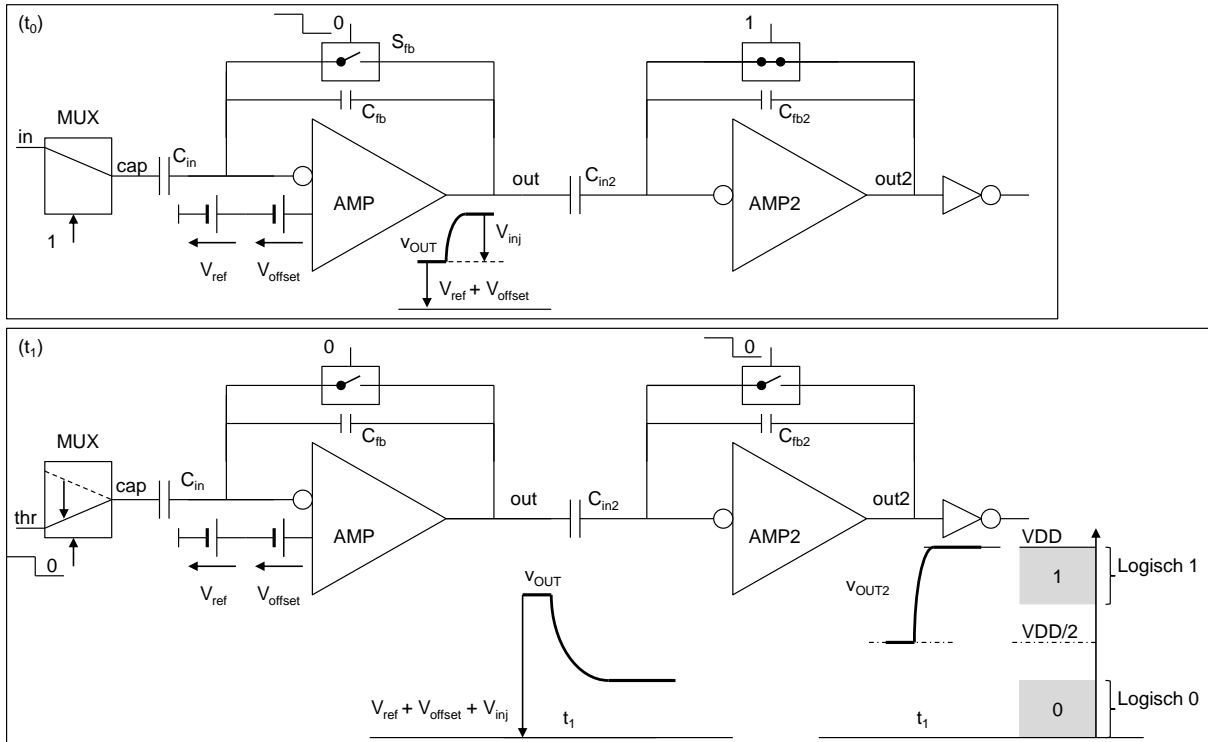 (t0)
0
Sfb
1
MUX
in
cap
Cin
Cfb
Cfb2
AMP
out
Cin2
AMP2
out2
1
Vref
Voffset
vOUT
Vinj
Vref + Voffset
(t1)
0
0
MUX
cap
Cin
Cfb
Cfb2
thr
AMP
out
Cin2
AMP2
out2
0
Vref
Voffset
vOUT
Vref + Voffset + Vinj
t1
vOUT2
t1
VDD
1
Logisch 1
VDD/2
0
Logisch 0